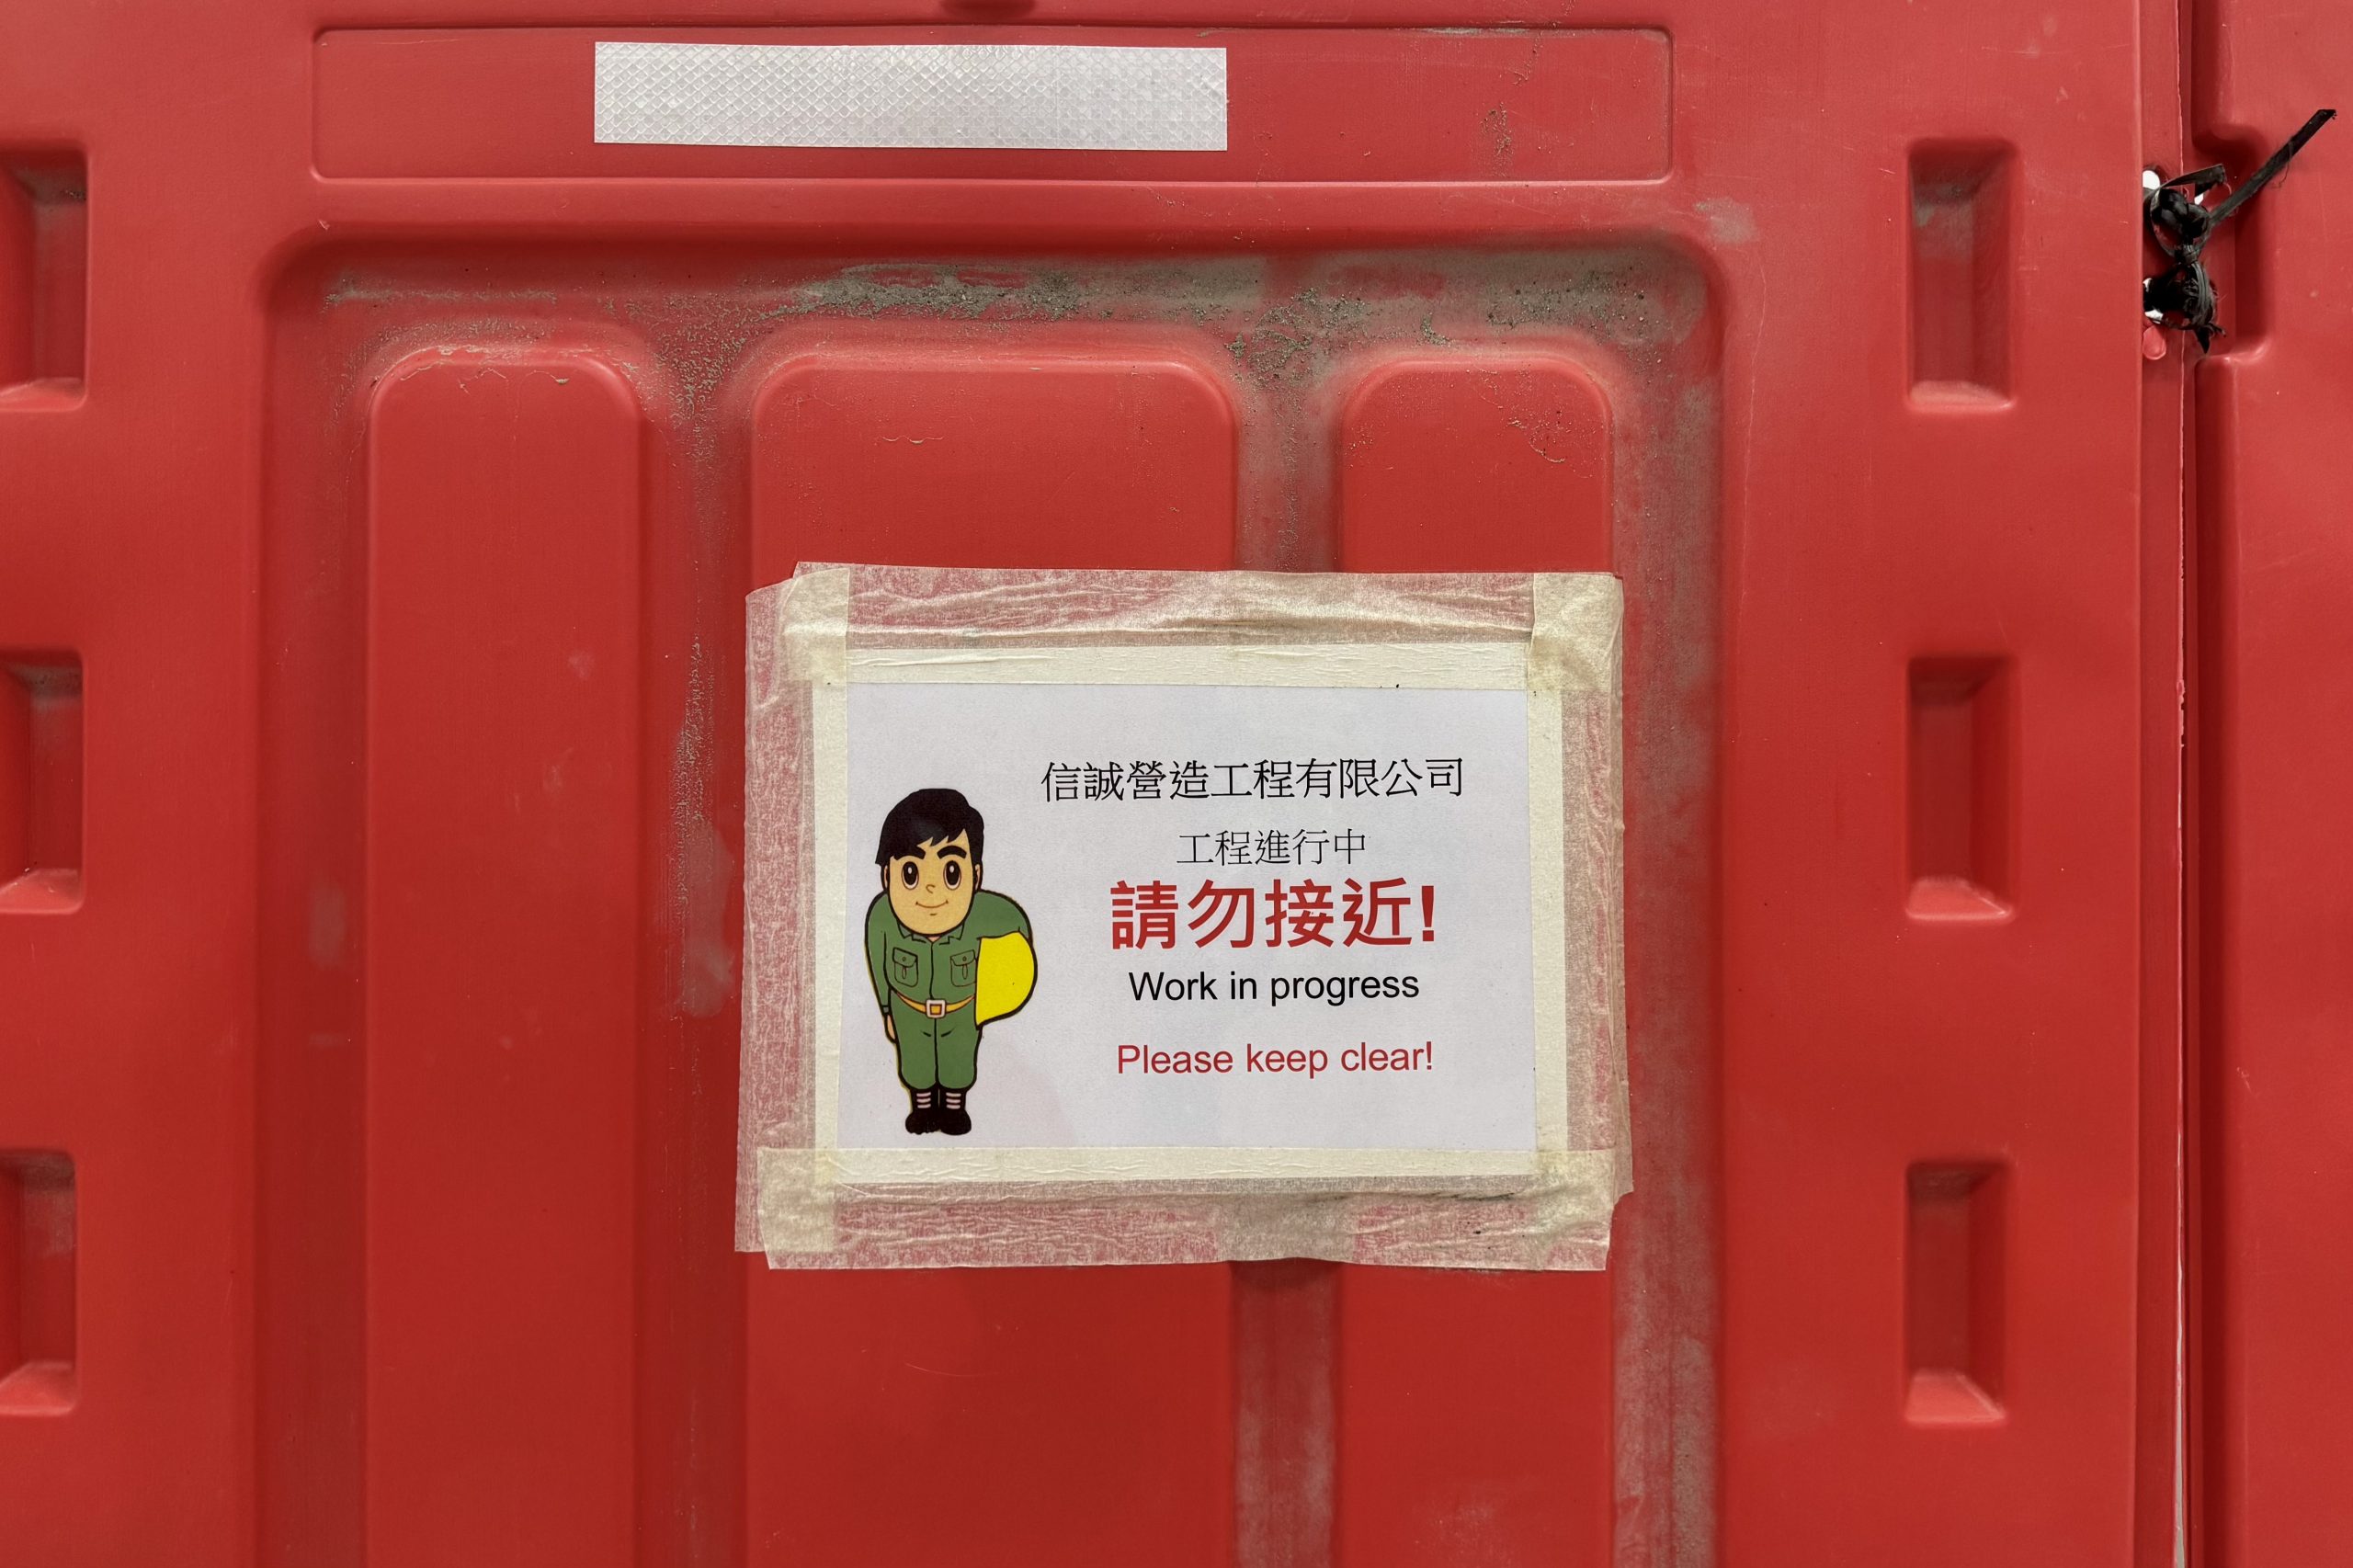 信誠營造工程有限公司
工程進行中
請勿接近!
Work in progress
Please keep clear!